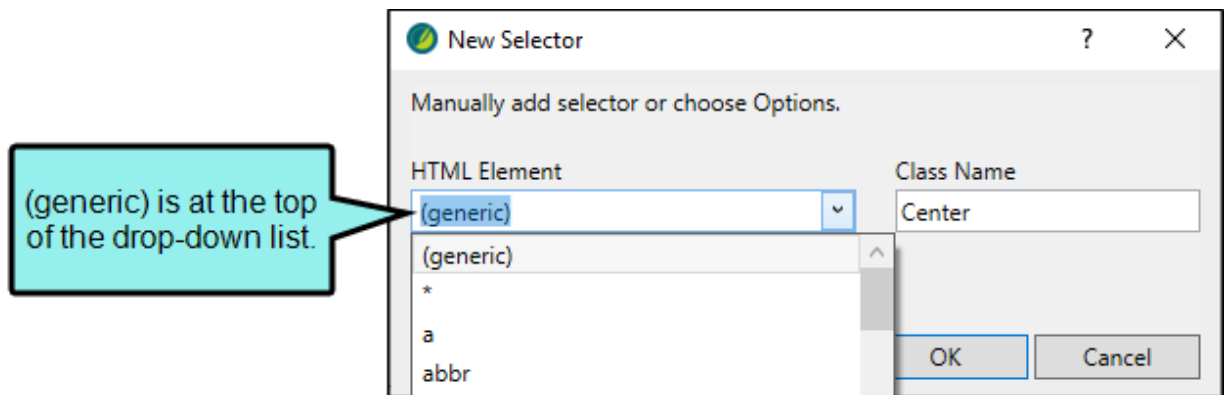 New Selector
?
Manually add selector or choose Options.
HTML Element
Class Name
(generic) is at the top
of the drop-down list.
(generic)
Center
(generic)
*
a
abbr
OK
Cancel